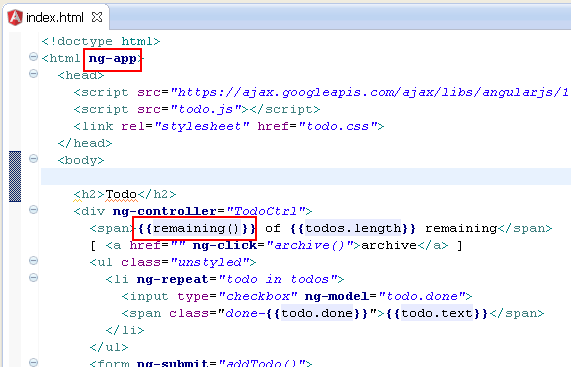 index.html
<!doctype html>
<html ng-app>
<head>
<script src="https://ajax.googleapis.com/ajax/libs/angularjs/1
<script src="todo.js"></script>
<link rel="stylesheet" href="todo.css">
</head>
<body>
<h2>Todo</h2>
<div ng-controller="TodoCtrl">
<span>{{remaining()}} of {{todos.length}} remaining</span>
[ <a href="" ng-click="archive()">archive</a> ]
<ul class="unstyled">
<li ng-repeat="todo in todos">
<input type="checkbox" ng-model="todo.done">
<span class="done-{{todo.done}}">{{todo.text}}</span>
</li>
</ul>
<form ng-submit="addTodo()">